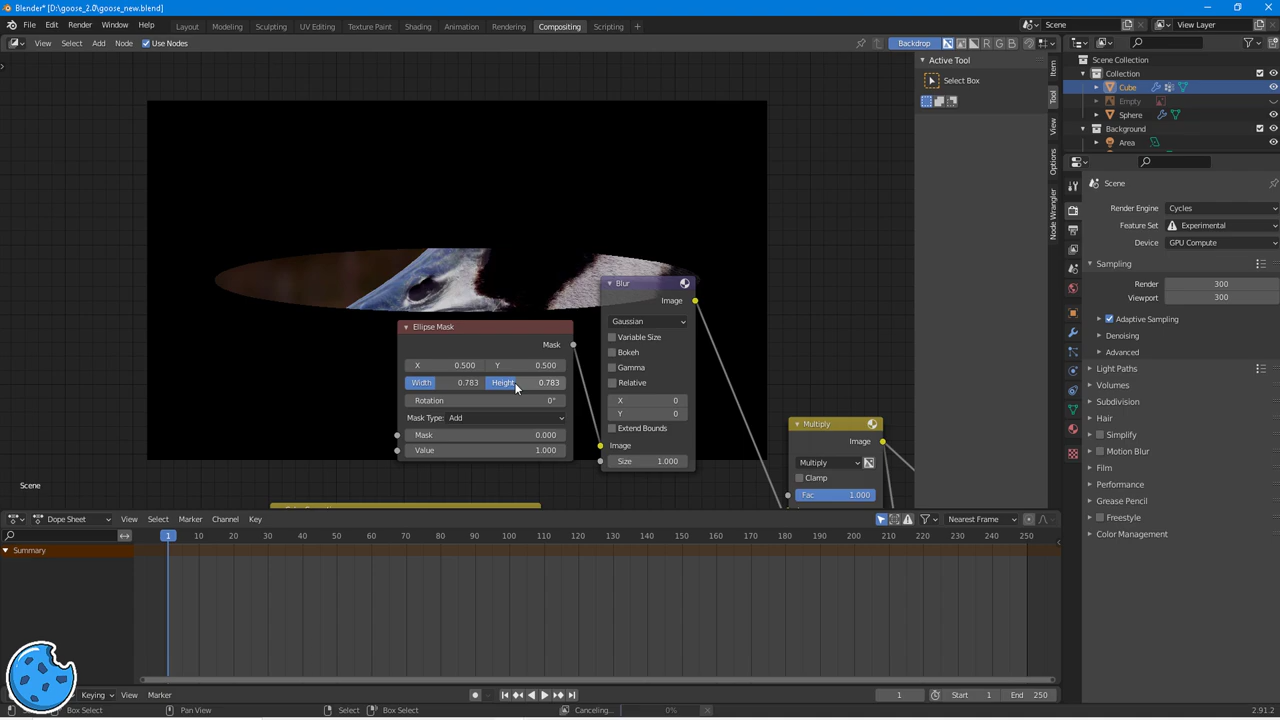 Blender* [D:\goose_2.0\goose_new.blend]
File Edit Render Window Help Layout Modeling Sculpting UV Editing Texture Paint Shading Animation Rendering Compositing Scripting + Scene View Layer
View Select Add Node Use Nodes Backdrop R G B
Active Tool
Select Box
Item
Tool
View
Options
Node Wrangler
Scene Collection
Collection
Cube
Empty
Sphere
Background
Area
Scene
Render Engine Cycles
Feature Set Experimental
Device GPU Compute
Sampling
Render 300
Viewport 300
Adaptive Sampling
Denoising
Advanced
Light Paths
Volumes
Subdivision
Hair
Simplify
Motion Blur
Film
Performance
Grease Pencil
Freestyle
Color Management
Ellipse Mask
Mask
X 0.500 Y 0.500
Width 0.783 Height 0.783
Rotation 0°
Mask Type: Add
Mask 0.000
Value 1.000
Blur
Image
Gaussian
Variable Size
Bokeh
Gamma
Relative
X 0
Y 0
Extend Bounds
Image
Size 1.000
Multiply
Image
Multiply
Clamp
Fac 1.000
Scene
Dope Sheet View Select Marker Channel Key Nearest Frame
1 10 20 30 40 50 60 70 80 90 100 110 120 130 140 150 160 170 180 190 200 210 220 230 240 250
Summary
Keying View Marker 1 Start 1 End 250
Box Select Pan View Select Box Select Canceling... 0% 2.91.2